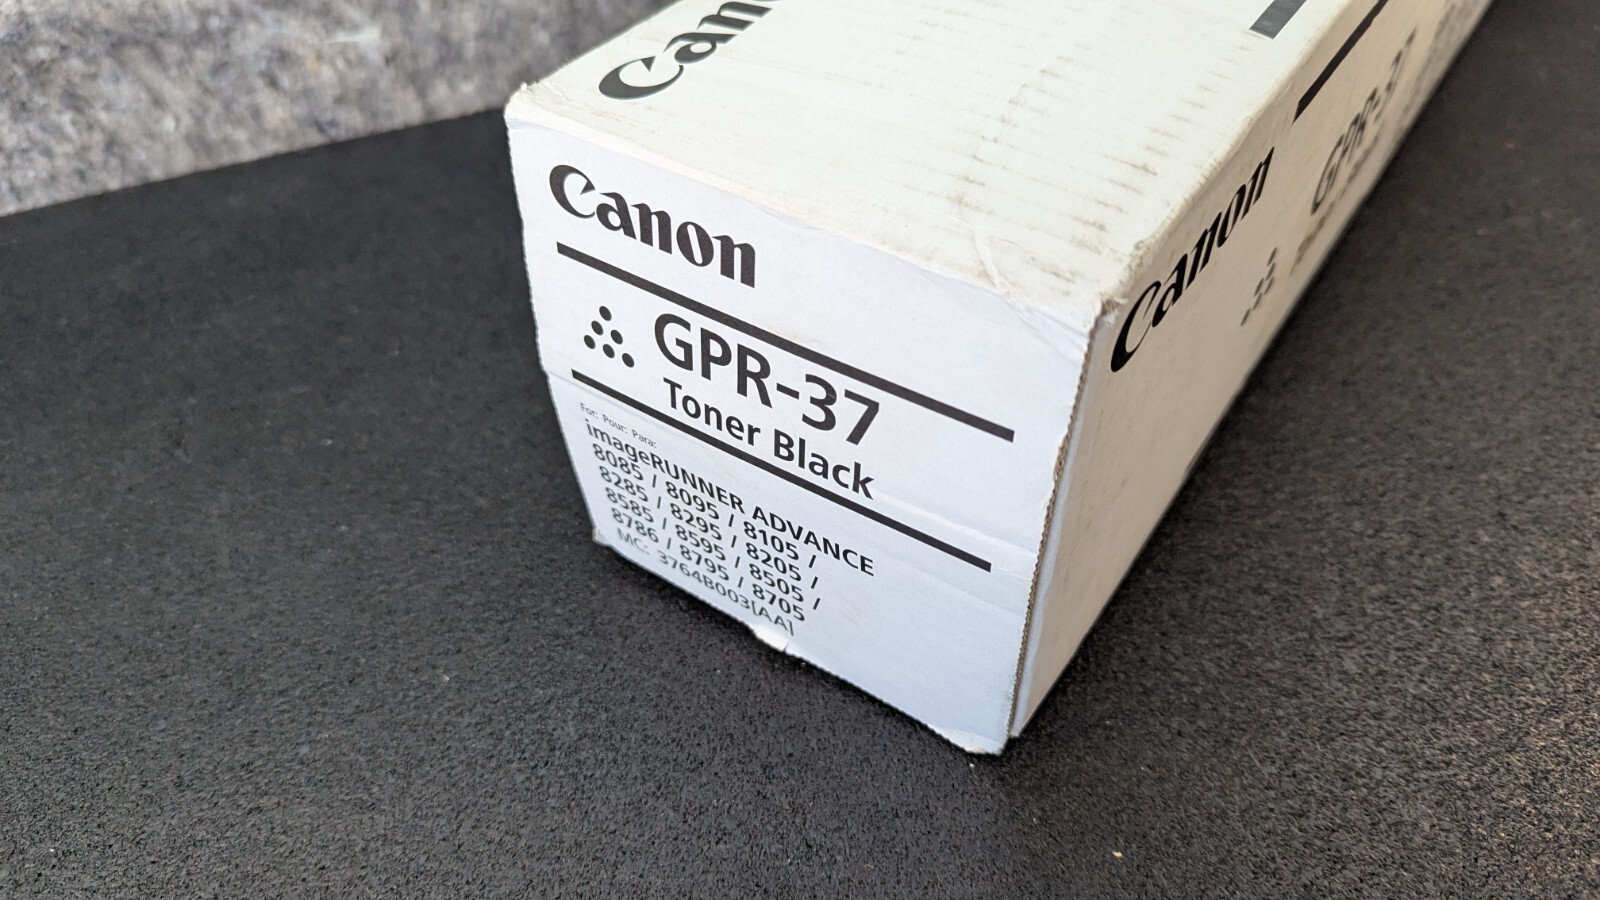 Canon
Canon
GPR-37
Toner Black
For: Pour: Para:
imageRUNNER ADVANCE
8085 / 8095 / 8105 /
8285 / 8295 / 8205 /
8585 / 8595 / 8505 /
8786 / 8795 / 8705
MC: 3764B003[AA]
Canon
GPR-37